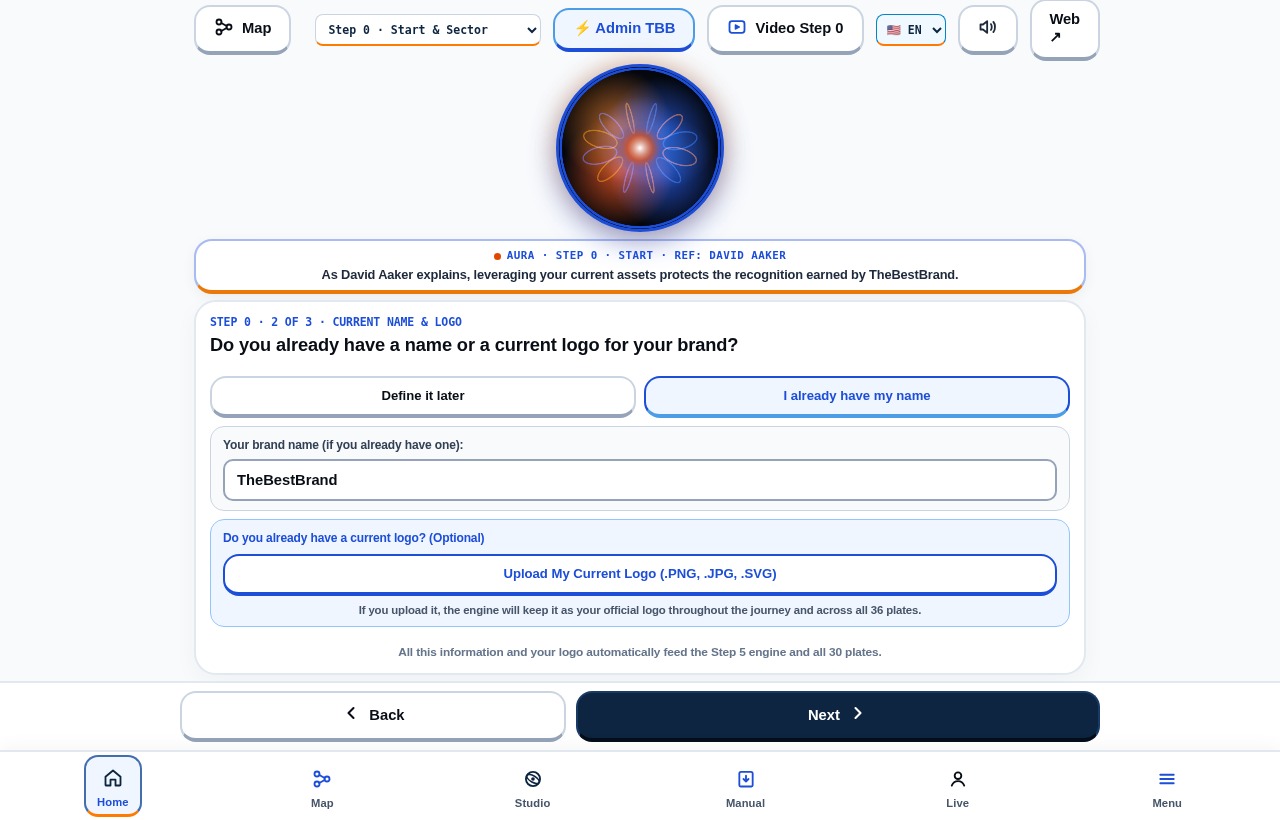 Map
Step 0 · Start & Sector
⚡ Admin TBB
Video Step 0
🇺🇸 EN
Web ↗
AURA · STEP 0 · START · REF: DAVID AAKER
As David Aaker explains, leveraging your current assets protects the recognition earned by TheBestBrand.
STEP 0 · 2 OF 3 · CURRENT NAME & LOGO
Do you already have a name or a current logo for your brand?
Define it later
I already have my name
Your brand name (if you already have one):
TheBestBrand
Do you already have a current logo? (Optional)
Upload My Current Logo (.PNG, .JPG, .SVG)
If you upload it, the engine will keep it as your official logo throughout the journey and across all 36 plates.
All this information and your logo automatically feed the Step 5 engine and all 30 plates.
Back
Next
Home
Map
Studio
Manual
Live
Menu